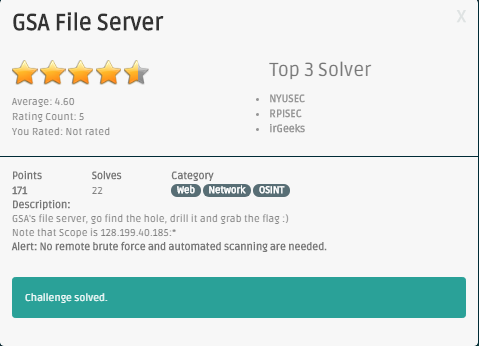 GSA File Server
X
Average: 4.60
Rating Count: 5
You Rated: Not rated
Top 3 Solver
NYUSEC
RPISEC
irGeeks
Points Solves Category
171 22 Web Network OSINT
Description:
GSA's file server, go find the hole, drill it and grab the flag :)
Note that Scope is 128.199.40.185:*
Alert: No remote brute force and automated scanning are needed.
Challenge solved.